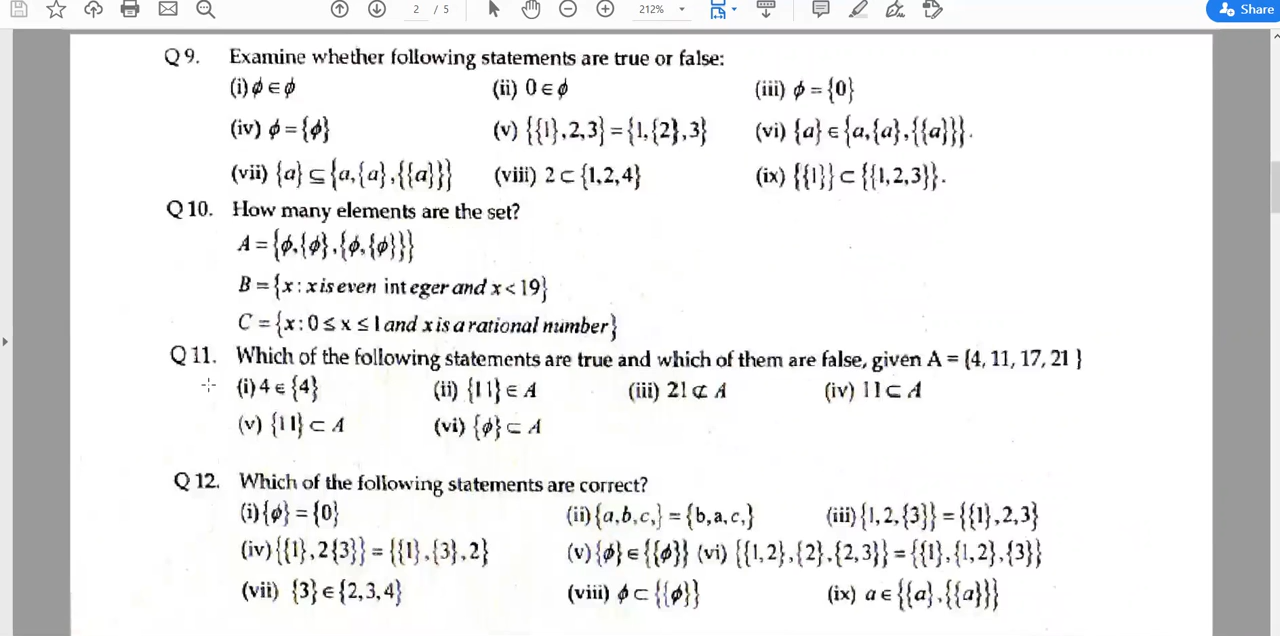 2 / 5 212% Share
Q 9. Examine whether following statements are true or false:
(i) ϕ ∈ ϕ (ii) 0 ∈ ϕ (iii) ϕ = {0}
(iv) ϕ = {ϕ} (v) {{1},2,3} = {1,{2},3} (vi) {a} ∈ {a,{a},{{a}}}.
(vii) {a} ⊆ {a,{a},{{a}}} (viii) 2 ⊂ {1,2,4} (ix) {{1}} ⊂ {{1,2,3}}.
Q 10. How many elements are the set?
A = {ϕ,{ϕ},{ϕ,{ϕ}}}
B = {x : x is even int eger and x < 19}
C = {x : 0 ≤ x ≤ 1 and x is a rational number}
Q 11. Which of the following statements are true and which of them are false, given A = {4, 11, 17, 21 }
(i) 4 ∈ {4} (ii) {11} ∈ A (iii) 21 ⊄ A (iv) 11 ⊂ A
(v) {11} ⊂ A (vi) {ϕ} ⊂ A
Q 12. Which of the following statements are correct?
(i) {ϕ} = {0} (ii) {a,b,c,} = {b,a,c,} (iii) {1,2,{3}} = {{1},2,3}
(iv) {{1},2{3}} = {{1},{3},2} (v) {ϕ} ∈ {{ϕ}} (vi) {{1,2},{2},{2,3}} = {{1},{1,2},{3}}
(vii) {3} ∈ {2,3,4} (viii) ϕ ⊂ {{ϕ}} (ix) a ∈ {{a},{{a}}}